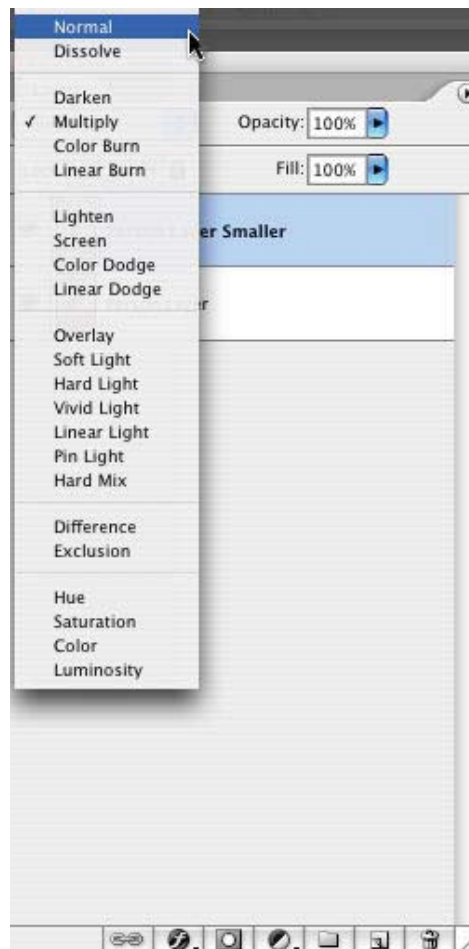 Normal
Dissolve
Darken
✓ Multiply
Color Burn
Linear Burn
Lighten
Screen
Color Dodge
Linear Dodge
Overlay
Soft Light
Hard Light
Vivid Light
Linear Light
Pin Light
Hard Mix
Difference
Exclusion
Hue
Saturation
Color
Luminosity
Opacity: 100%
Fill: 100%
er Smaller
r